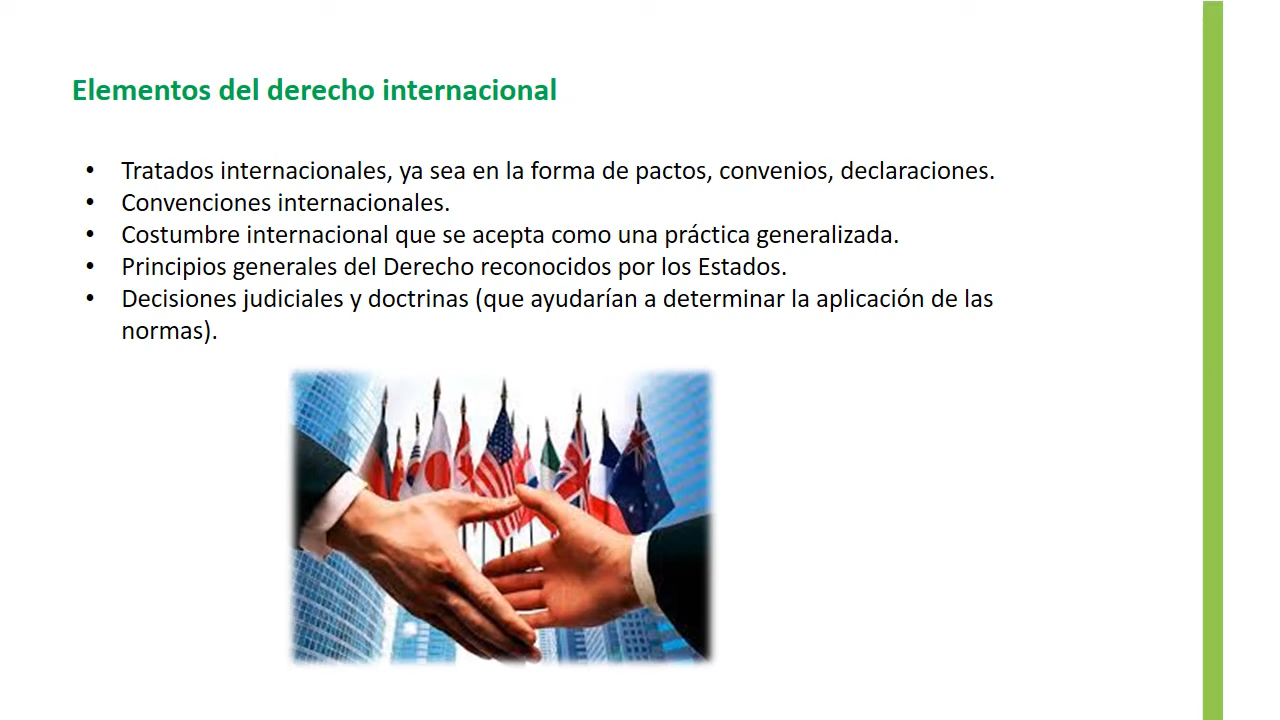 Elementos del derecho internacional
• Tratados internacionales, ya sea en la forma de pactos, convenios, declaraciones.
• Convenciones internacionales.
• Costumbre internacional que se acepta como una práctica generalizada.
• Principios generales del Derecho reconocidos por los Estados.
• Decisiones judiciales y doctrinas (que ayudarían a determinar la aplicación de las
normas).